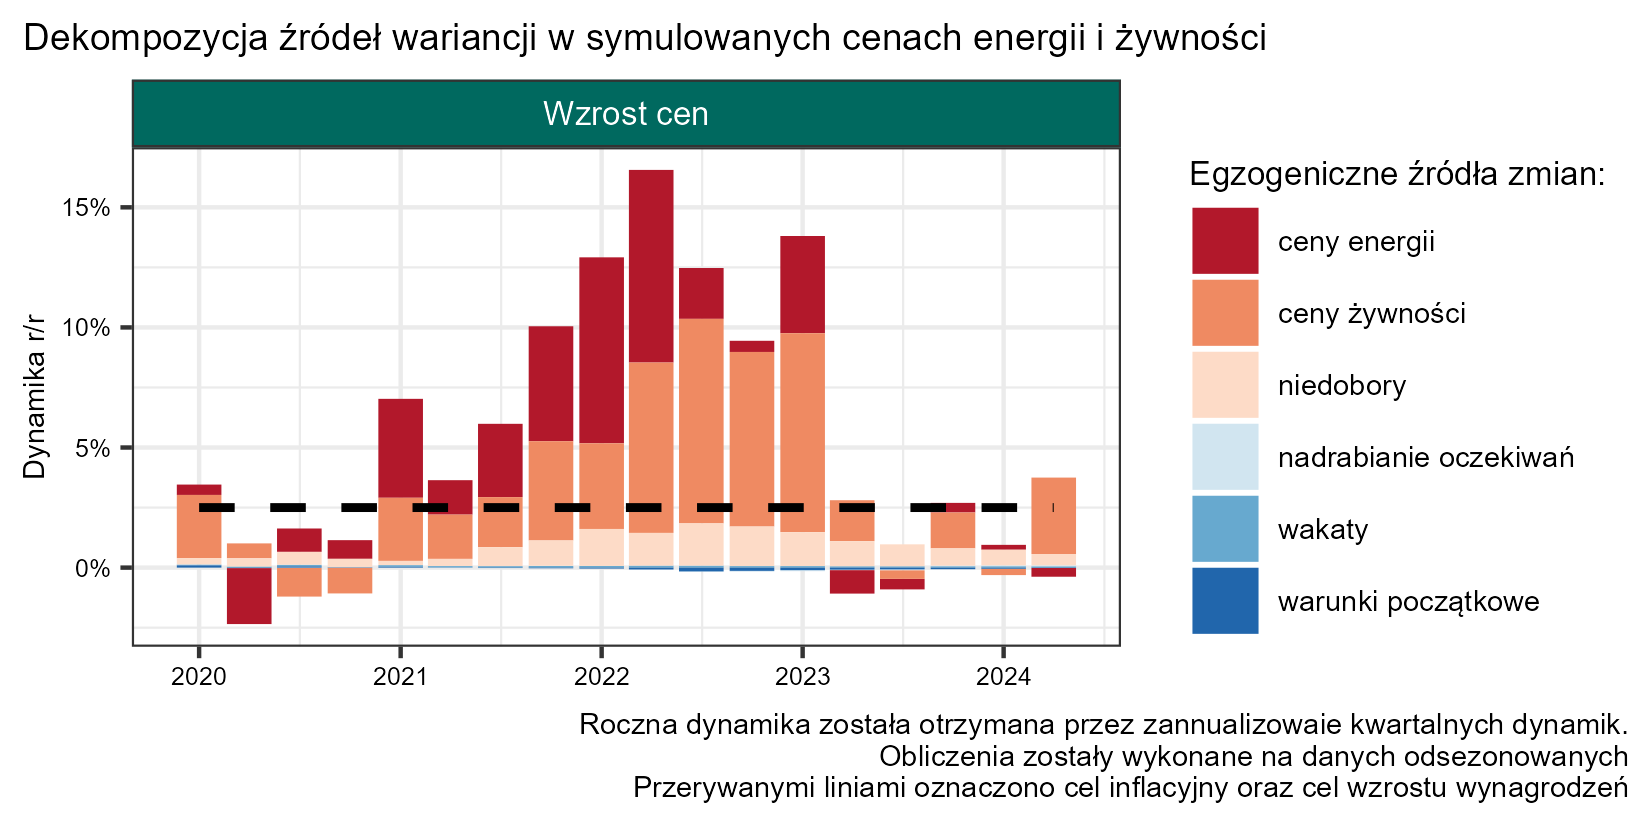 Dekompozycja źródeł wariancji w symulowanych cenach energii i żywności
Wzrost cen
Dynamika r/r
15%
10%
5%
0%
2020
2021
2022
2023
2024
Egzogeniczne źródła zmian:
ceny energii
ceny żywności
niedobory
nadrabianie oczekiwań
wakaty
warunki początkowe
Roczna dynamika została otrzymana przez zannualizowaie kwartalnych dynamik.
Obliczenia zostały wykonane na danych odsezonowanych
Przerywanymi liniami oznaczono cel inflacyjny oraz cel wzrostu wynagrodzeń